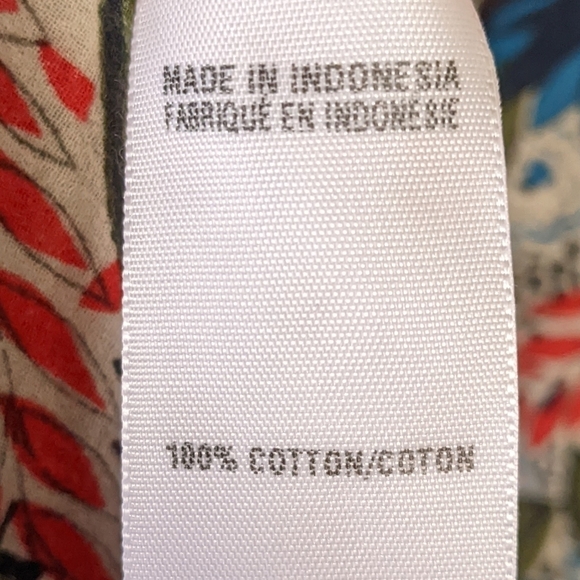 MADE IN INDONESIA
FABRIQUÉ EN INDONESIE
100% COTTON/COTON